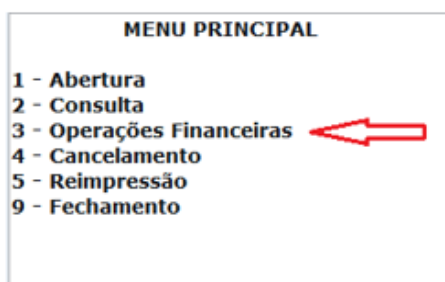 MENU PRINCIPAL
1 - Abertura
2 - Consulta
3 - Operações Financeiras
4 - Cancelamento
5 - Reimpressão
9 - Fechamento